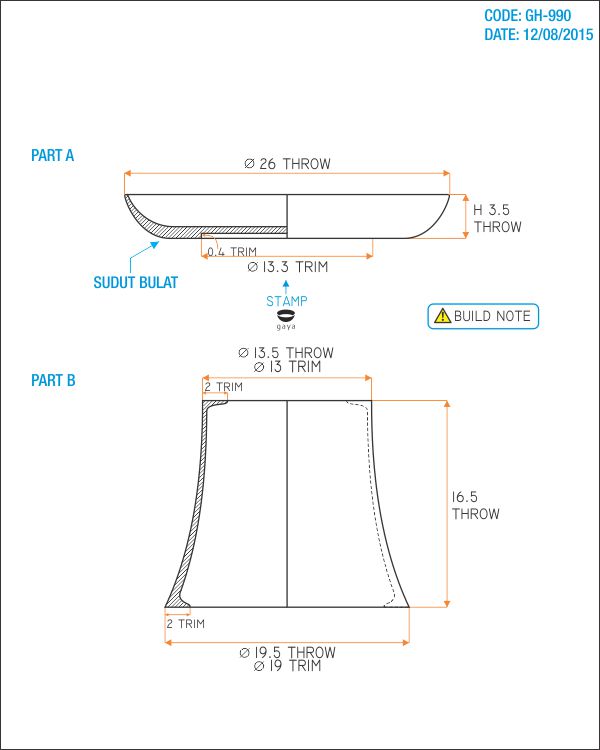 CODE: GH-990
DATE: 12/08/2015
PART A
Ø 26 THROW
H 3.5
THROW
0.4 TRIM
Ø 13.3 TRIM
SUDUT BULAT
STAMP
gaya
BUILD NOTE
Ø 13.5 THROW
Ø 13 TRIM
PART B
2 TRIM
16.5
THROW
2 TRIM
Ø 19.5 THROW
Ø 19 TRIM